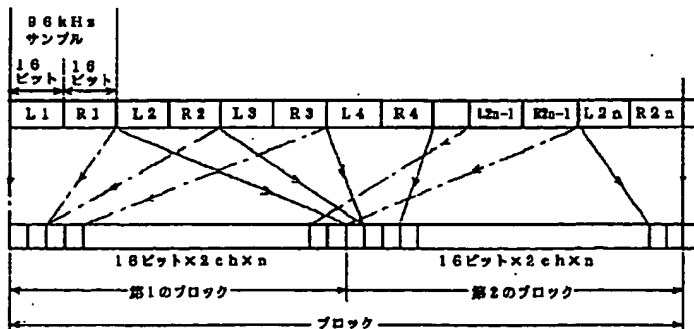 96kHz
サンプル
16
ビット
16
ビット
L1 R1 L2 R2 L3 R3 L4 R4 L2n-1 R2n-1 L2n R2n
16ビット×2ch×n 16ビット×2ch×n
第1のブロック 第2のブロック
ブロック